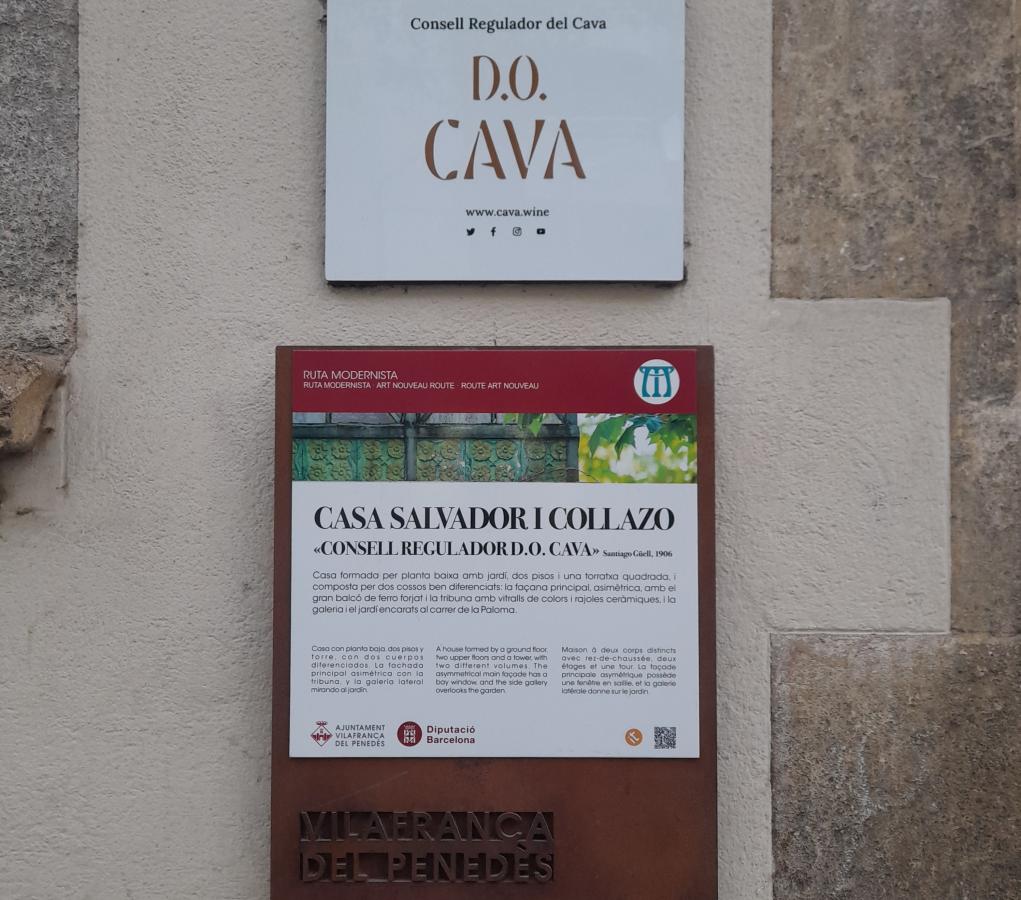 Consell Regulador del Cava
D.O.
CAVA
www.cava.wine
RUTA MODERNISTA
RUTA MODERNISTA · ART NOUVEAU ROUTE · ROUTE ART NOUVEAU
CASA SALVADOR I COLLAZO
«CONSELL REGULADOR D.O. CAVA» Santiago Güell, 1906
Casa formada per planta baixa amb jardí, dos pisos i una torratxa quadrada, i
composta per dos cossos ben diferenciats: la façana principal, asimètrica, amb el
gran balcó de ferro forjat i la tribuna amb vitralls de colors i rajoles ceràmiques, i la
galeria i el jardí encarats al carrer de la Paloma.
Casa con planta baja, dos pisos y
torre, con dos cuerpos
diferenciados. La fachada
principal asimétrica con la
tribuna, y la galería lateral
mirando al jardín.
A house formed by a ground floor,
two upper floors and a tower, with
two different volumes. The
asymmetrical main façade has a
bay window, and the side gallery
overlooks the garden.
Maison à deux corps distincts
avec rez-de-chaussée, deux
étages et une tour. La façade
principale asymétrique possède
une fenêtre en saillie, et la galerie
latérale donne sur le jardin.
AJUNTAMENT
VILAFRANCA
DEL PENEDÈS
Diputació
Barcelona
VILAFRANCA
DEL PENEDÈS